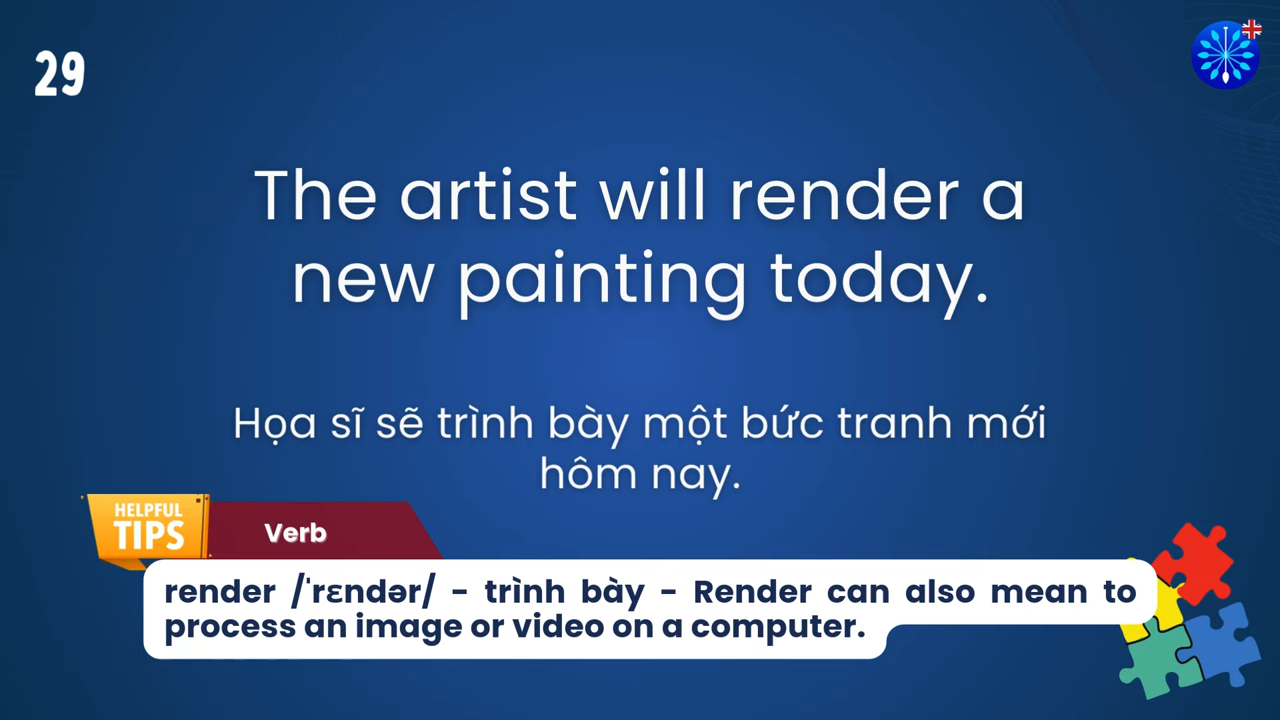 29
The artist will render a
new painting today.
Họa sĩ sẽ trình bày một bức tranh mới
hôm nay.
HELPFUL
TIPS
Verb
render /ˈrɛndər/ - trình bày - Render can also mean to
process an image or video on a computer.